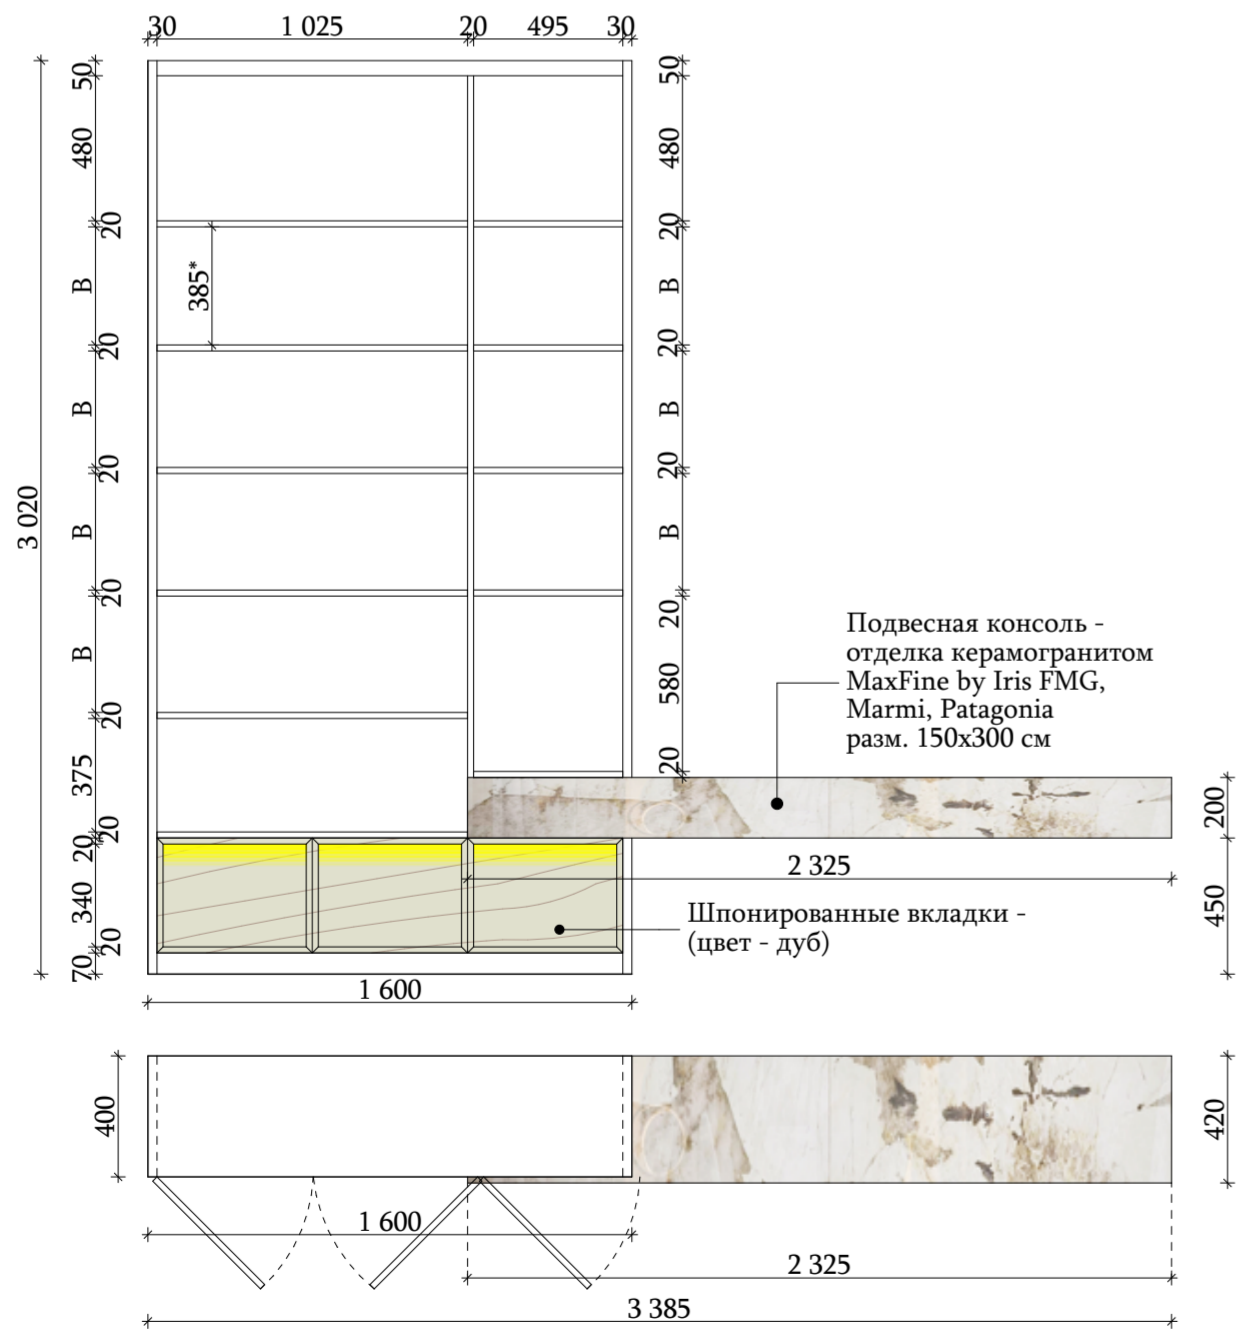 30
1 025
20
495
30
50
480
20
В
20
В
20
В
20
В
20
375
20
20
340
20
70
3 020
385*
50
480
20
В
20
В
20
В
20
580
20
Подвесная консоль -
отделка керамогранитом
MaxFine by Iris FMG,
Marmi, Patagonia
разм. 150x300 см
200
450
2 325
Шпонированные вкладки -
(цвет - дуб)
1 600
400
420
1 600
2 325
3 385